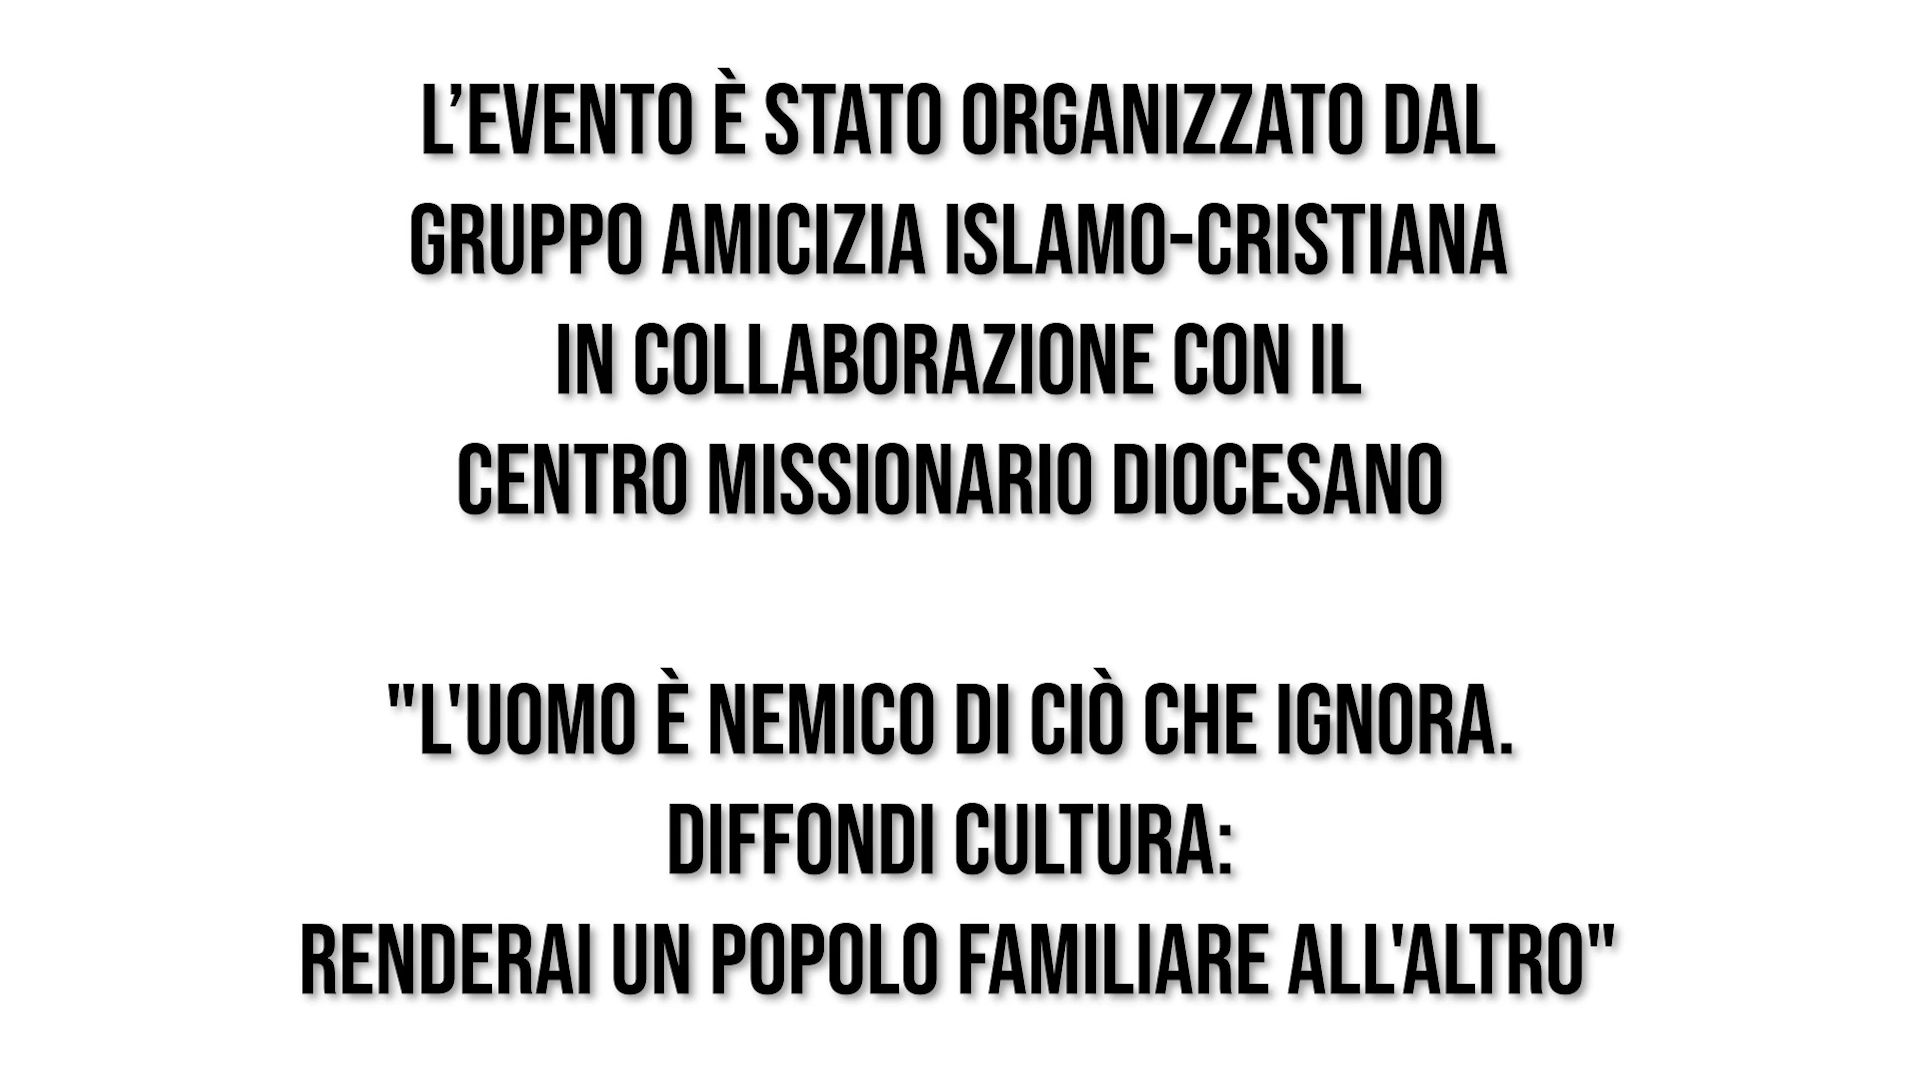 L’EVENTO È STATO ORGANIZZATO DAL
GRUPPO AMICIZIA ISLAMO-CRISTIANA
IN COLLABORAZIONE CON IL
CENTRO MISSIONARIO DIOCESANO
"L'UOMO È NEMICO DI CIÒ CHE IGNORA.
DIFFONDI CULTURA:
RENDERAI UN POPOLO FAMILIARE ALL'ALTRO"